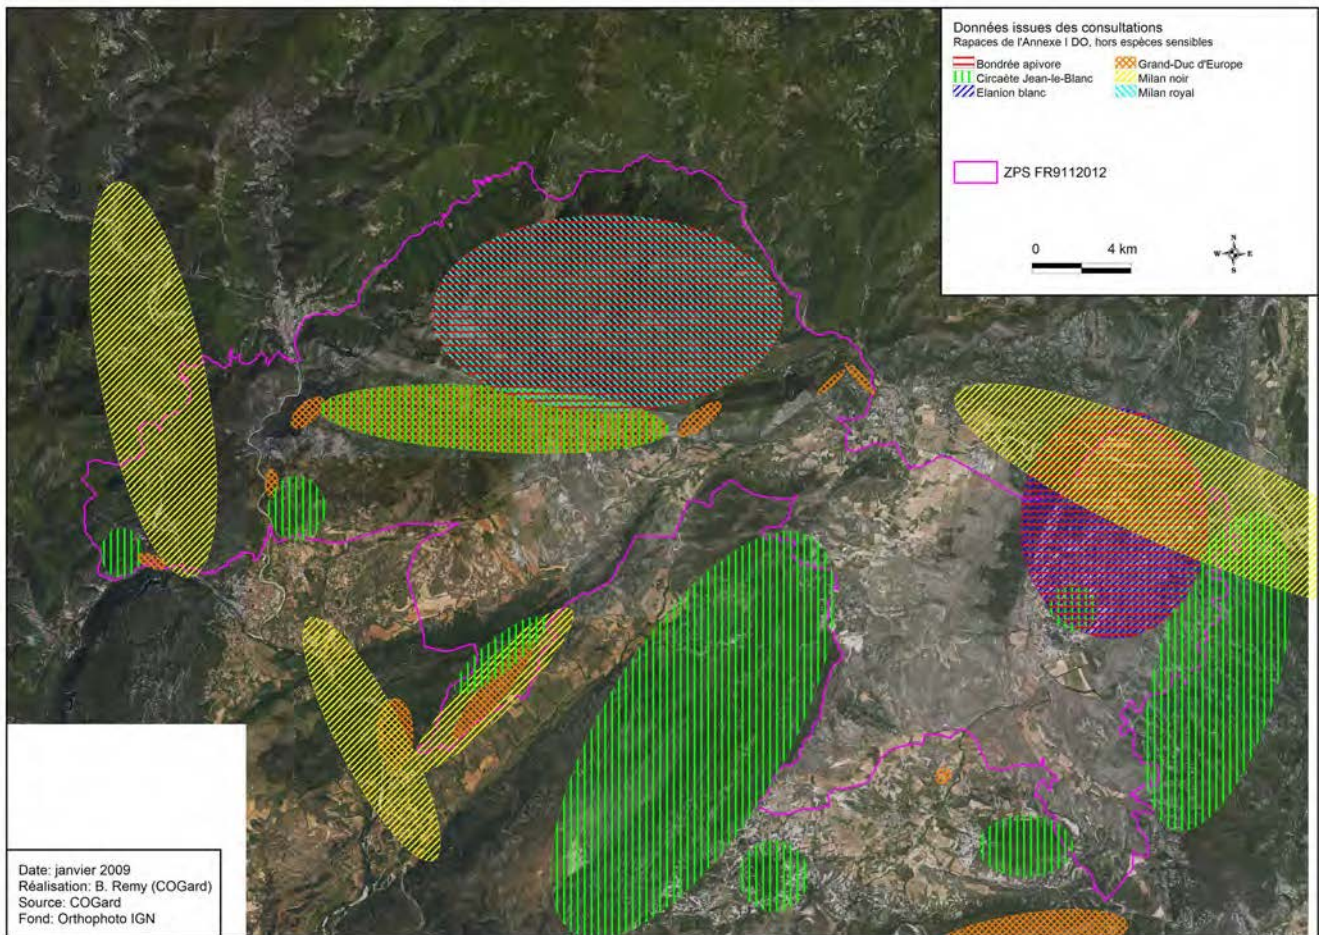 Données issues des consultations
Rapaces de l'Annexe I DO, hors espèces sensibles
Bondrée apivore
Grand-Duc d'Europe
Circaète Jean-le-Blanc
Milan noir
Elanion blanc
Milan royal
ZPS FR9112012
0 4 km
N
W E
S
Date: janvier 2009
Réalisation: B. Remy (COGard)
Source: COGard
Fond: Orthophoto IGN